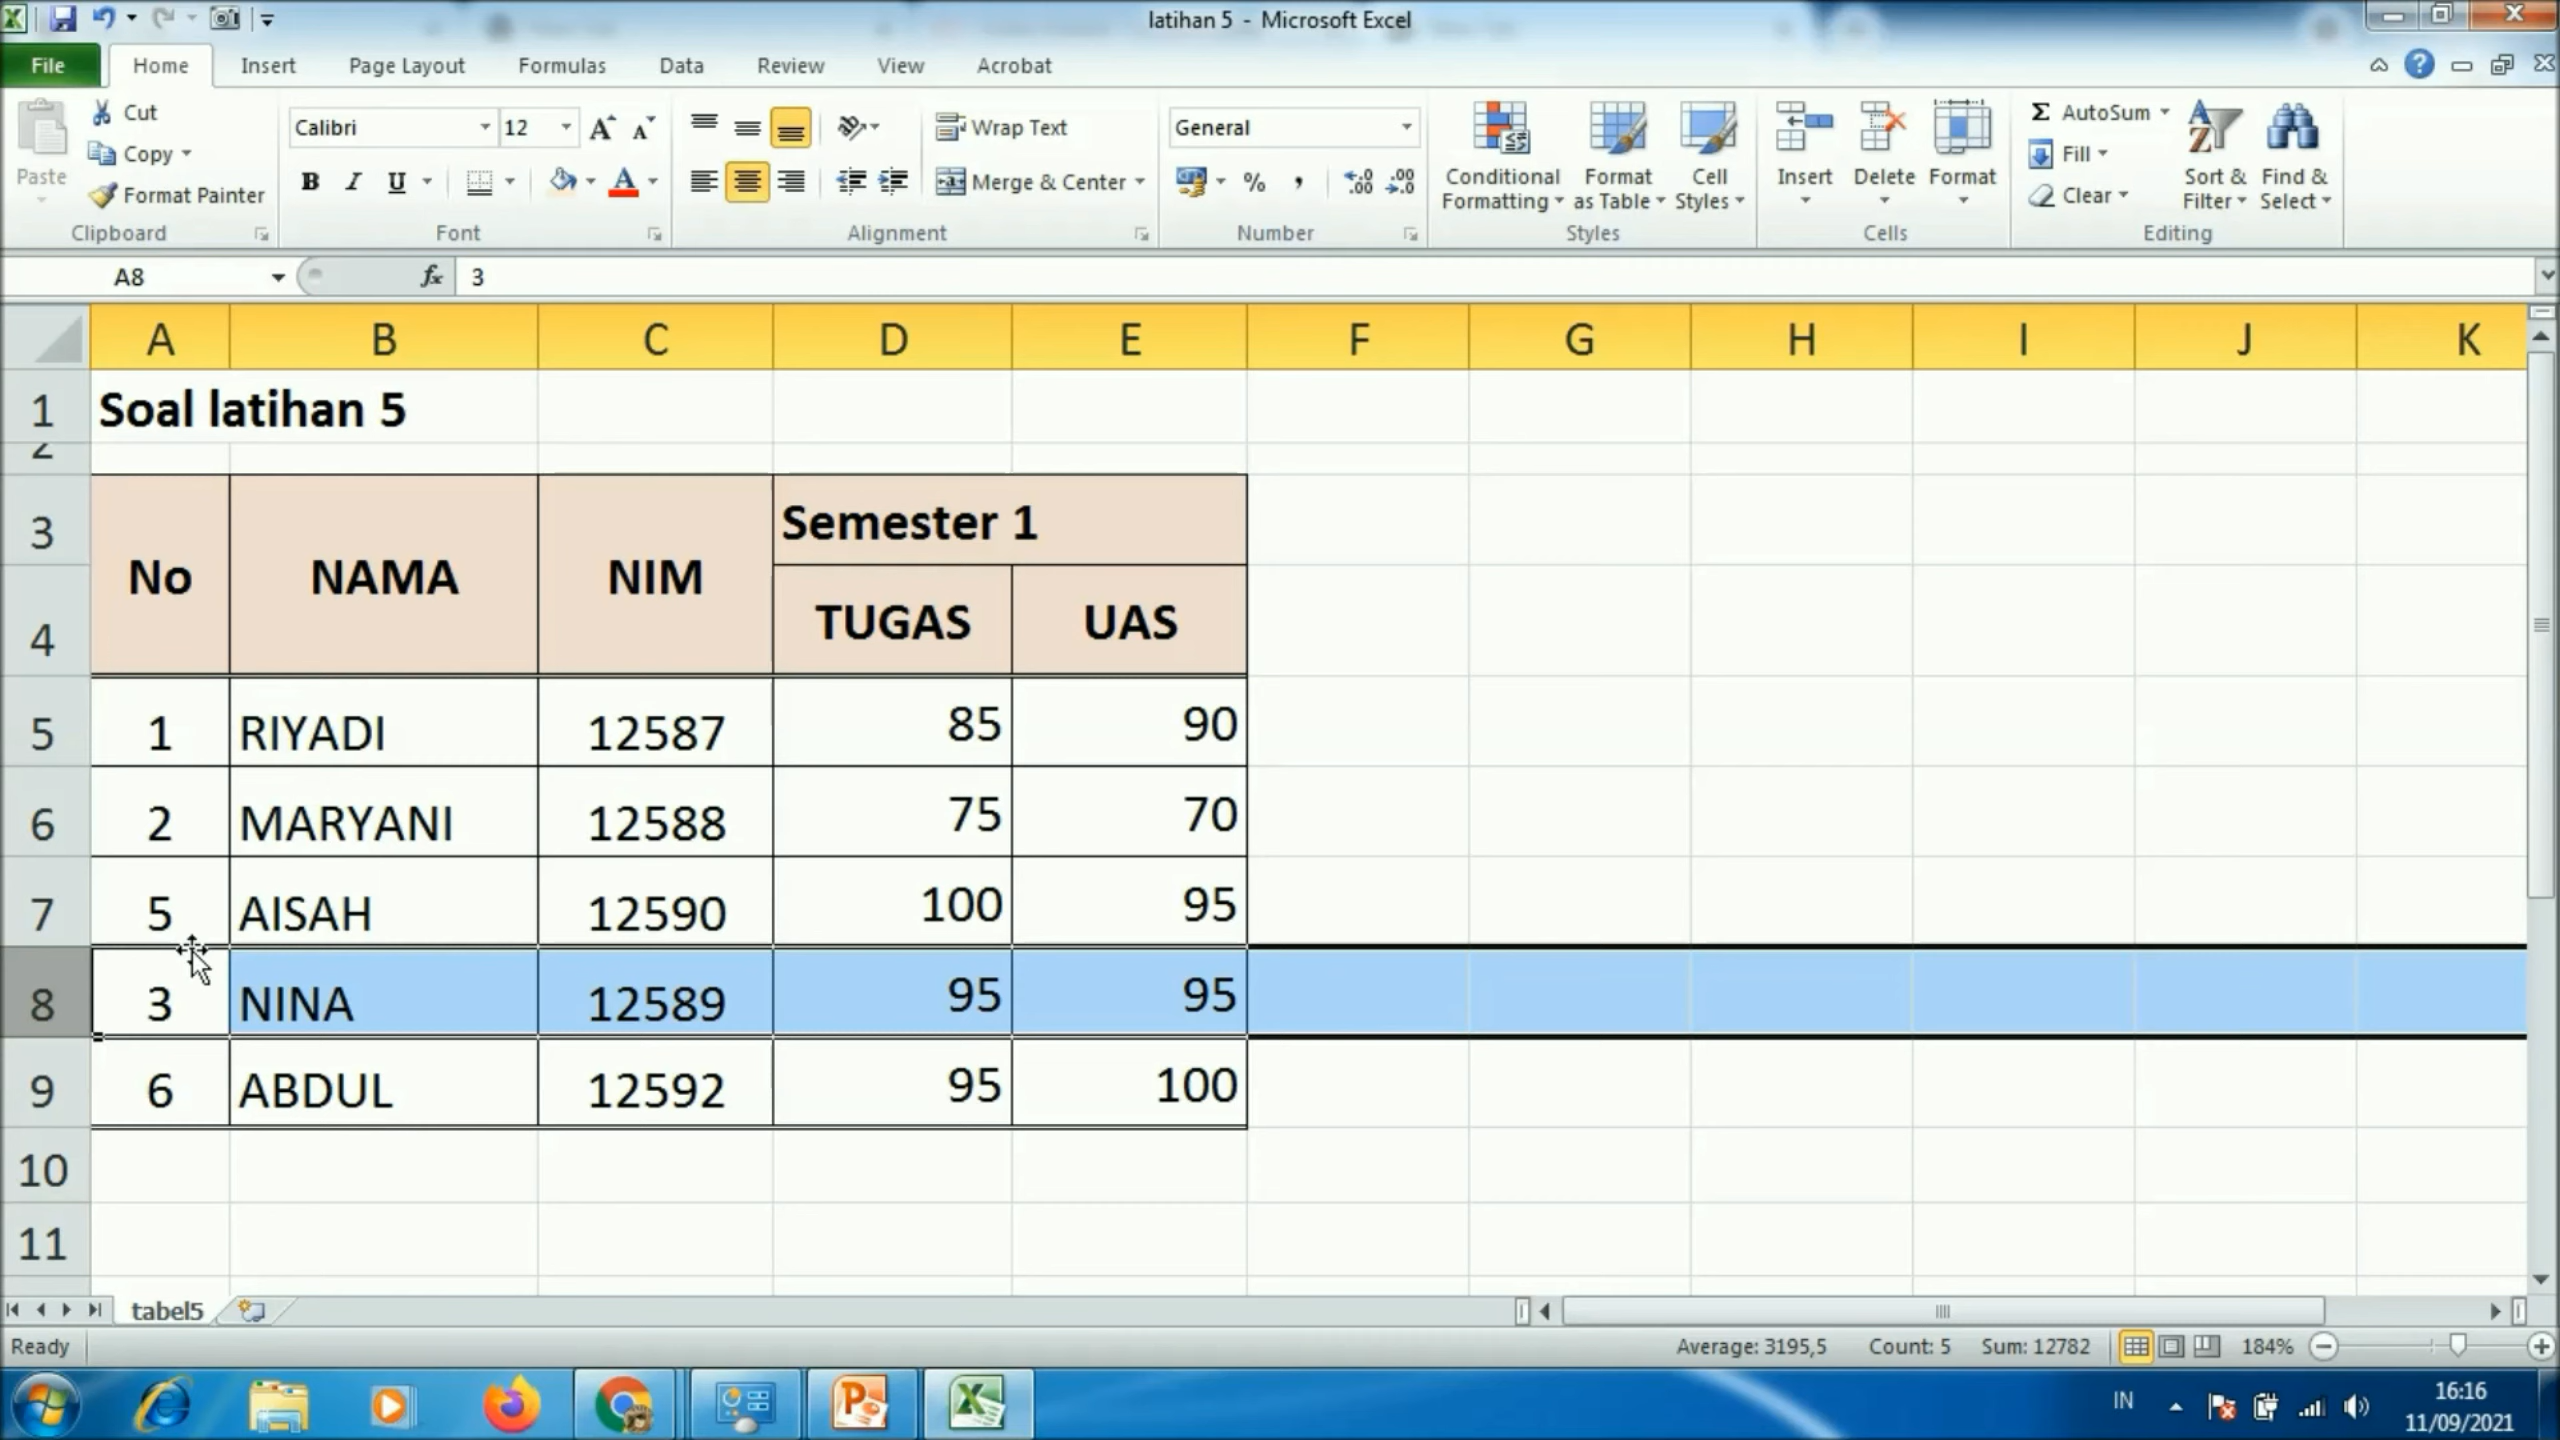 latihan 5 - Microsoft Excel
File Home Insert Page Layout Formulas Data Review View Acrobat
Paste
Cut
Copy
Format Painter
Clipboard
Calibri 12
B I U
Font
Wrap Text
Merge & Center
Alignment
General
%
Number
Conditional Formatting
Format as Table
Cell Styles
Styles
Insert Delete Format
Cells
Σ AutoSum
Fill
Clear
Sort & Filter
Find & Select
Editing
A8 fx 3
A B C D E F G H I J K
1 Soal latihan 5
2
3 No NAMA NIM Semester 1
4 TUGAS UAS
5 1 RIYADI 12587 85 90
6 2 MARYANI 12588 75 70
7 5 AISAH 12590 100 95
8 3 NINA 12589 95 95
9 6 ABDUL 12592 95 100
10
11
tabel5
Ready Average: 3195,5 Count: 5 Sum: 12782 184%
IN 16:16
11/09/2021